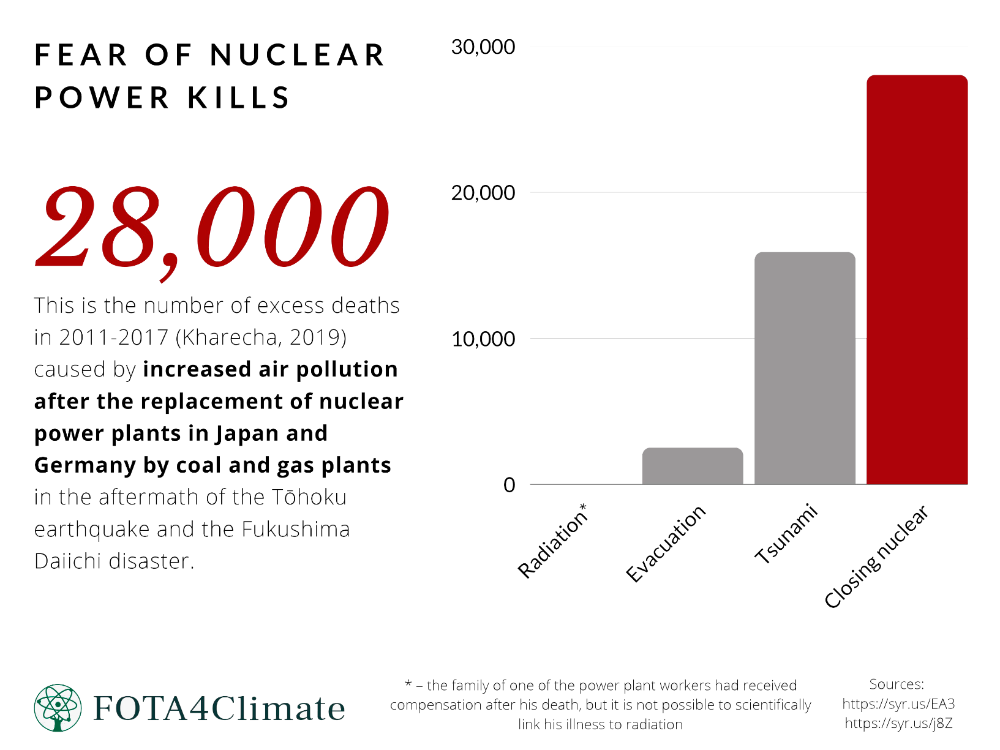 FEAR OF NUCLEAR
POWER KILLS
28,000
This is the number of excess deaths
in 2011-2017 (Kharecha, 2019)
caused by increased air pollution
after the replacement of nuclear
power plants in Japan and
Germany by coal and gas plants
in the aftermath of the Tōhoku
earthquake and the Fukushima
Daiichi disaster.
30,000
20,000
10,000
0
Radiation*
Evacuation
Tsunami
Closing nuclear
FOTA4Climate
* – the family of one of the power plant workers had received
compensation after his death, but it is not possible to scientifically
link his illness to radiation
Sources:
https://syr.us/EA3
https://syr.us/j8Z